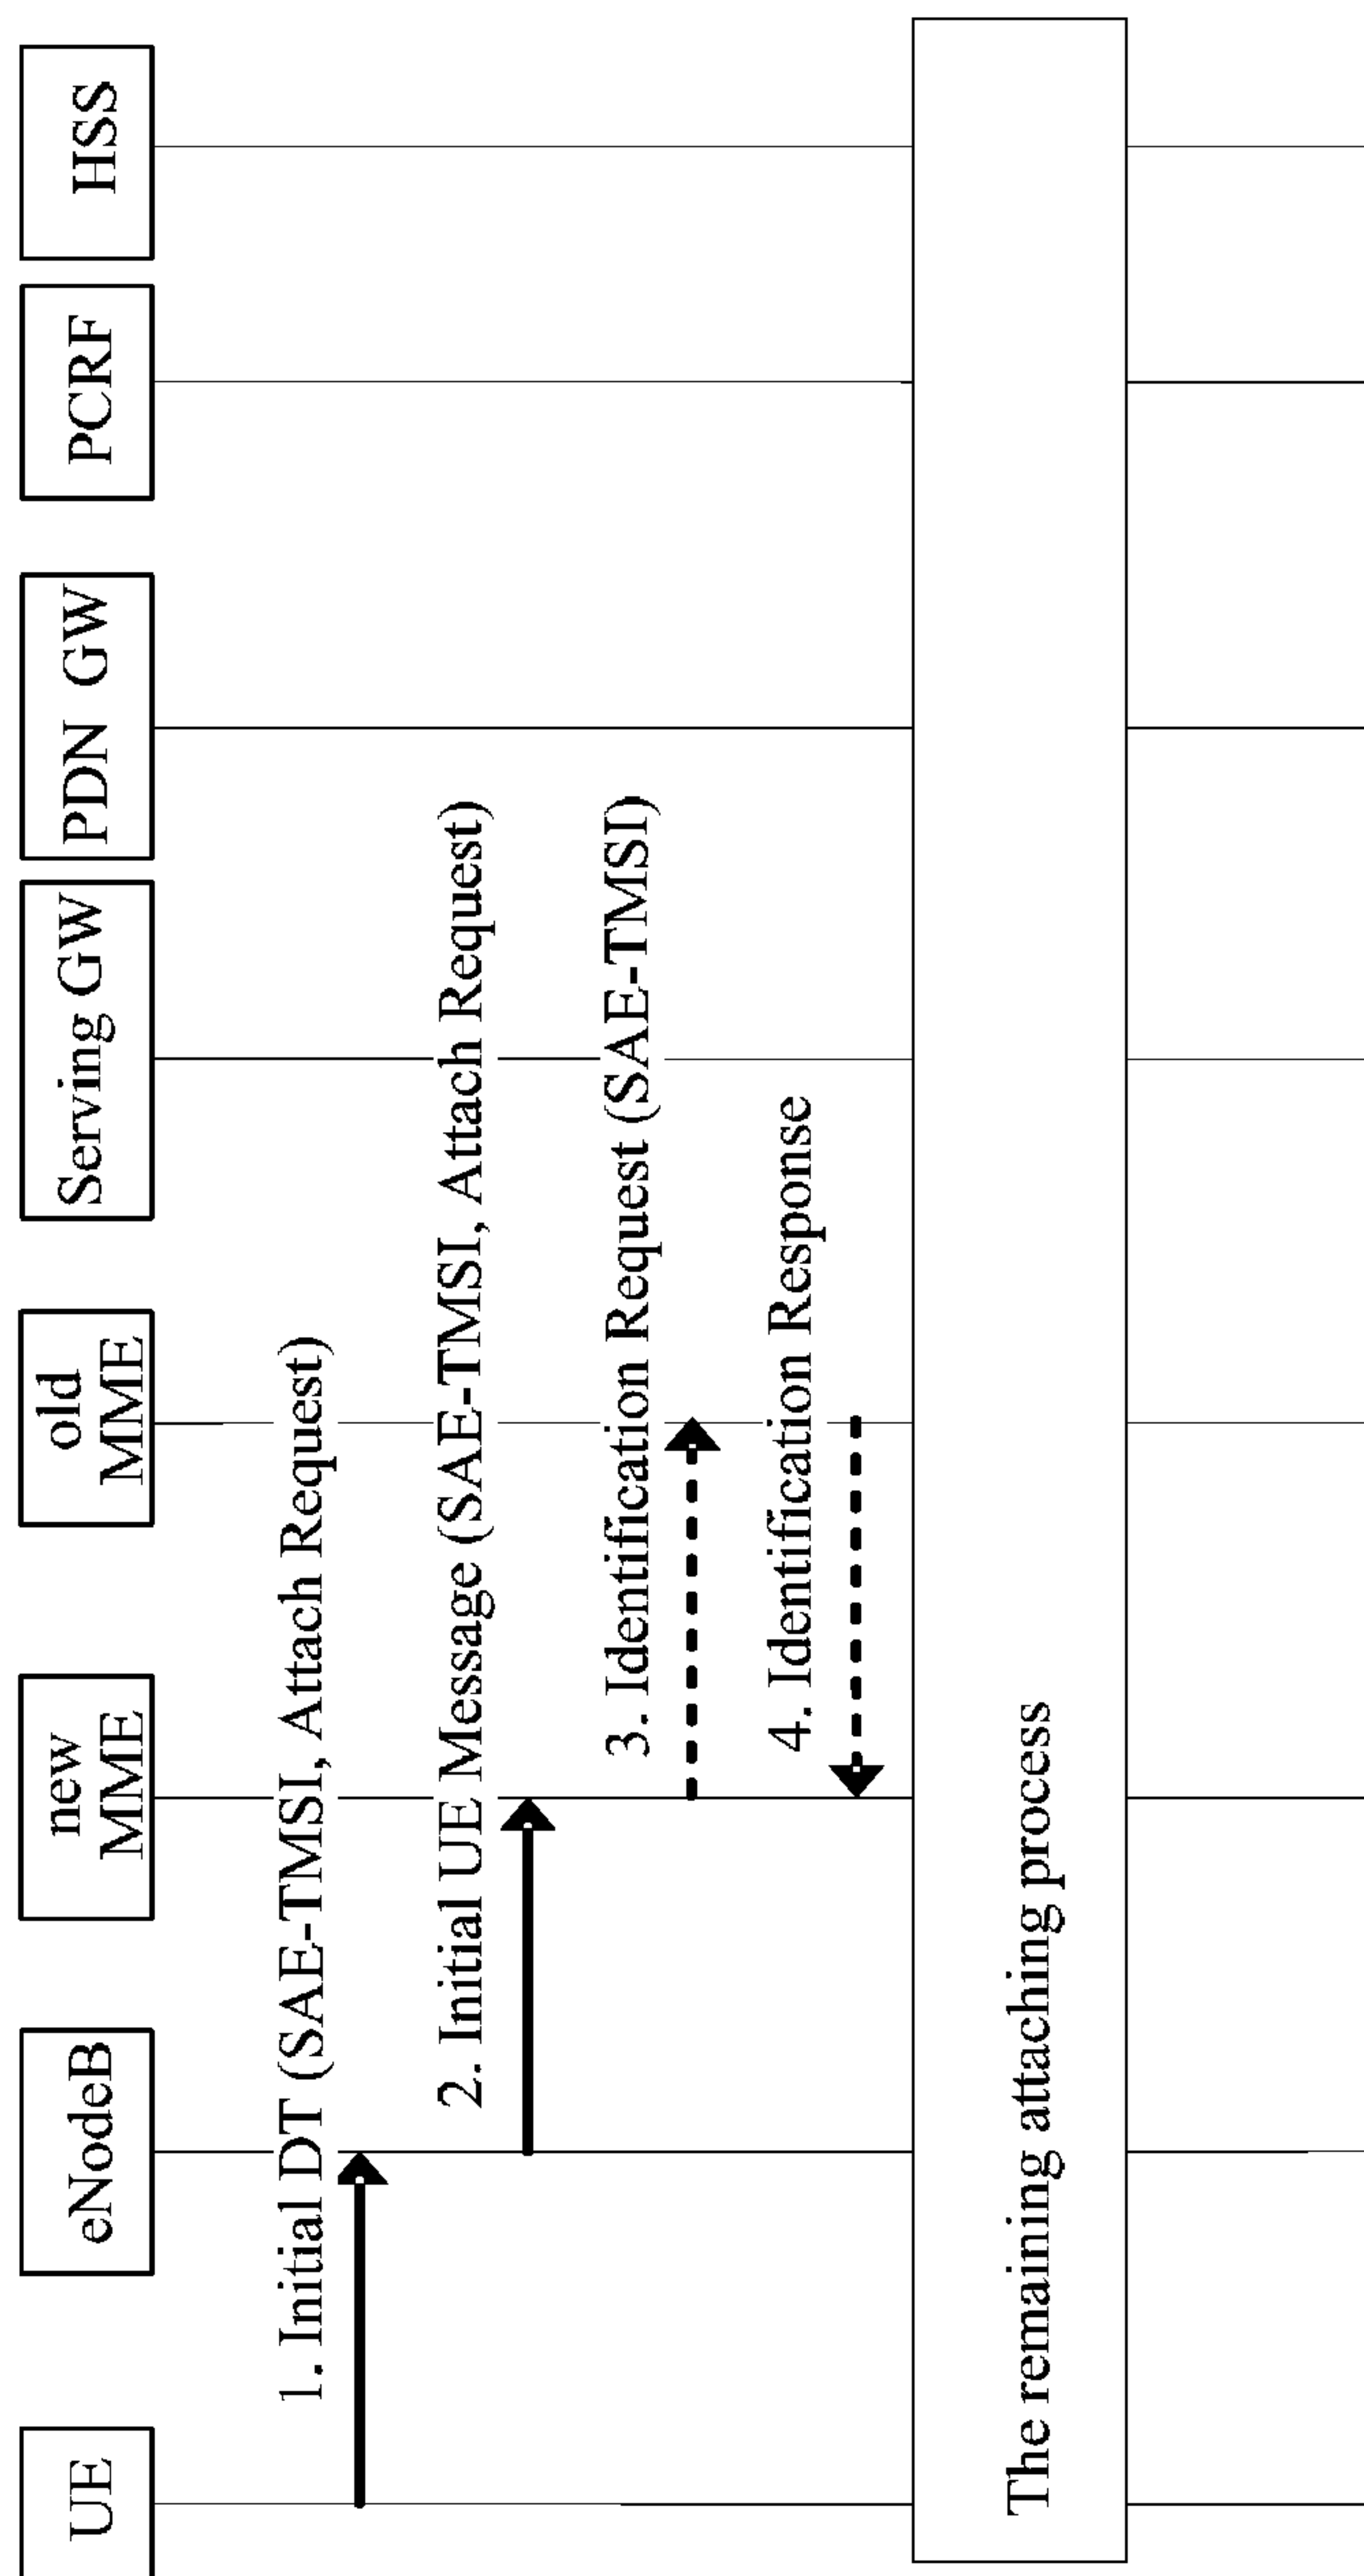 UE
eNodeB
new
MME
old
MME
Serving GW
PDN GW
PCRF
HSS
1. Initial DT (SAE-TMSI, Attach Request)
2. Initial UE Message (SAE-TMSI, Attach Request)
3. Identification Request (SAE-TMSI)
4. Identification Response
The remaining attaching process